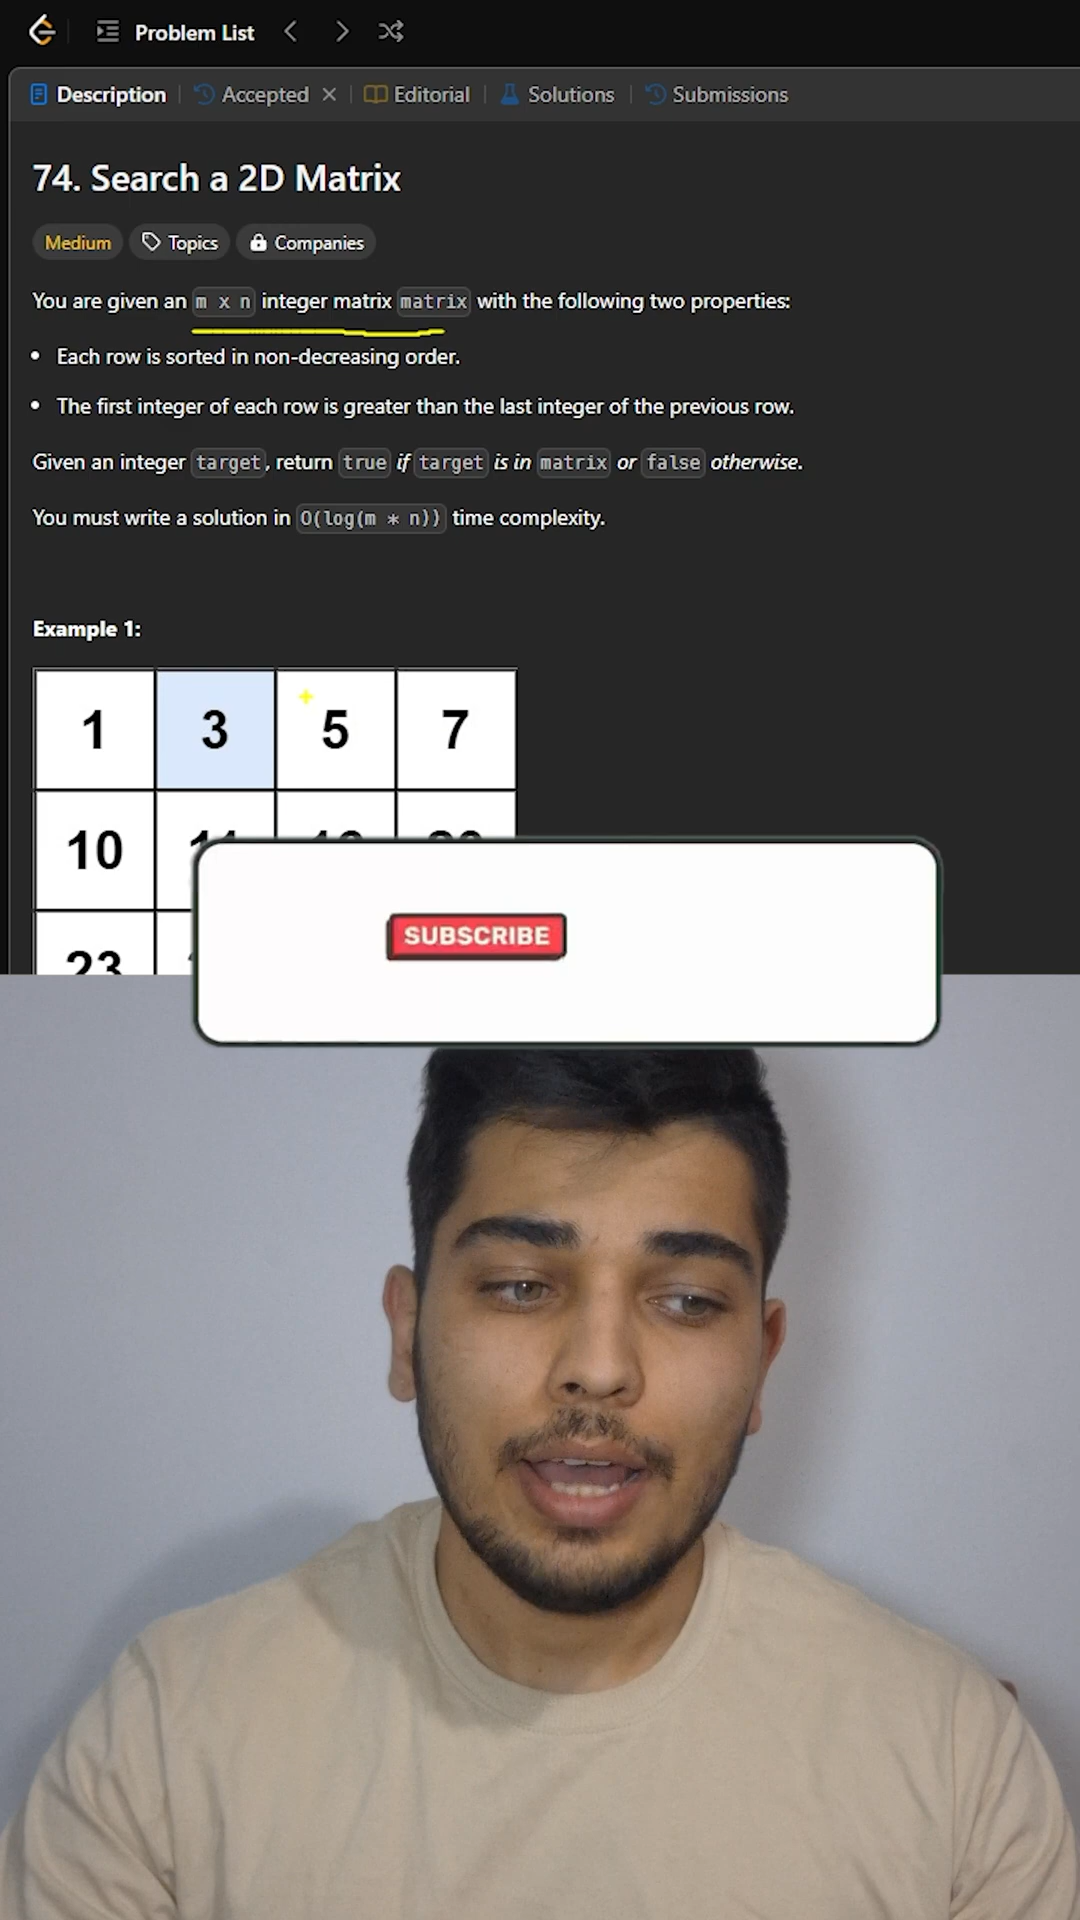 Problem List
Description Accepted Editorial Solutions Submissions
74. Search a 2D Matrix
Medium Topics Companies
You are given an m x n integer matrix matrix with the following two properties:
• Each row is sorted in non-decreasing order.
• The first integer of each row is greater than the last integer of the previous row.
Given an integer target, return true if target is in matrix or false otherwise.
You must write a solution in O(log(m * n)) time complexity.
Example 1:
1 3 5 7
10
23
SUBSCRIBE